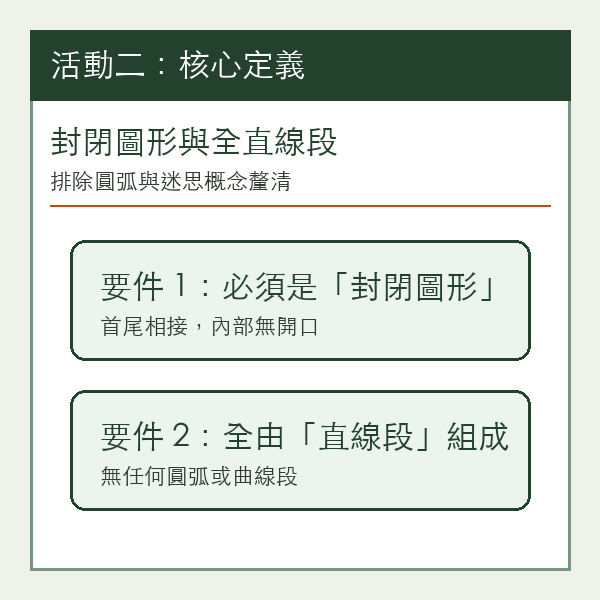 活動二：核心定義
封閉圖形與全直線段
排除圓弧與迷思概念釐清
要件 1：必須是「封閉圖形」
首尾相接，內部無開口
要件 2：全由「直線段」組成
無任何圓弧或曲線段